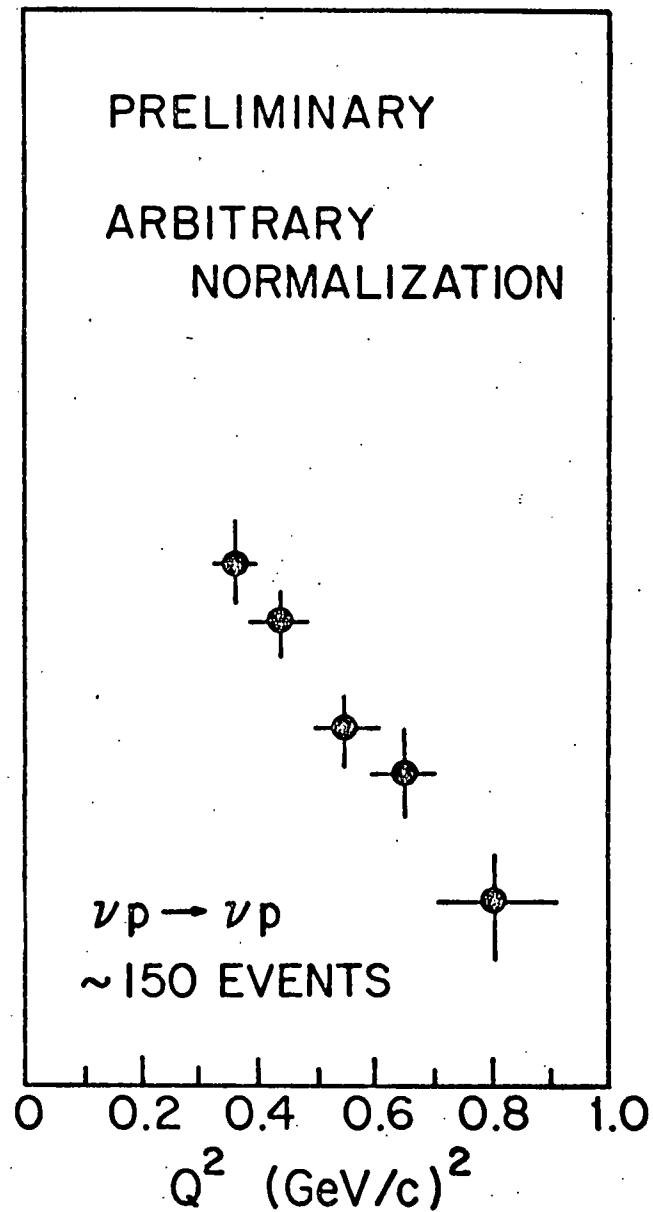 PRELIMINARY
ARBITRARY
NORMALIZATION
νp → νp
~150 EVENTS
0 0.2 0.4 0.6 0.8 1.0
Q² (GeV/c)²